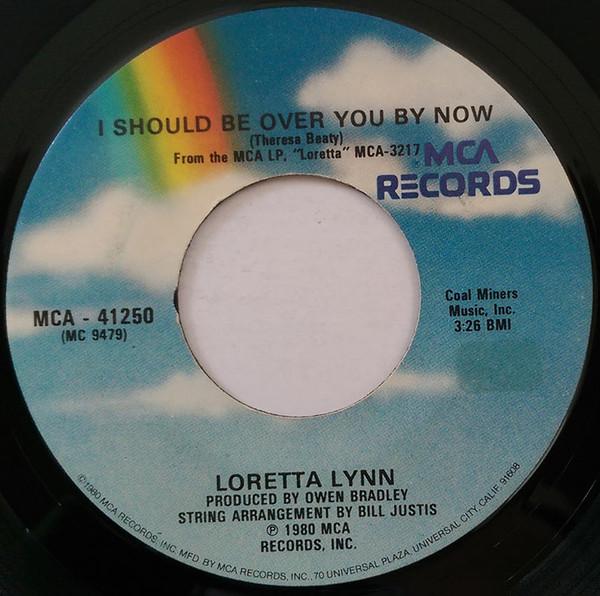 I SHOULD BE OVER YOU BY NOW
(Theresa Beaty)
From the MCA LP, "Loretta" MCA-3217
MCA
RECORDS
MCA - 41250
(MC 9479)
Coal Miners
Music, Inc.
3:26 BMI
LORETTA LYNN
PRODUCED BY OWEN BRADLEY
STRING ARRANGEMENT BY BILL JUSTIS
℗ 1980 MCA
RECORDS, INC.
©1980 MCA RECORDS, INC. MFD. BY MCA RECORDS, INC., 70 UNIVERSAL PLAZA, UNIVERSAL CITY, CALIF. 91608